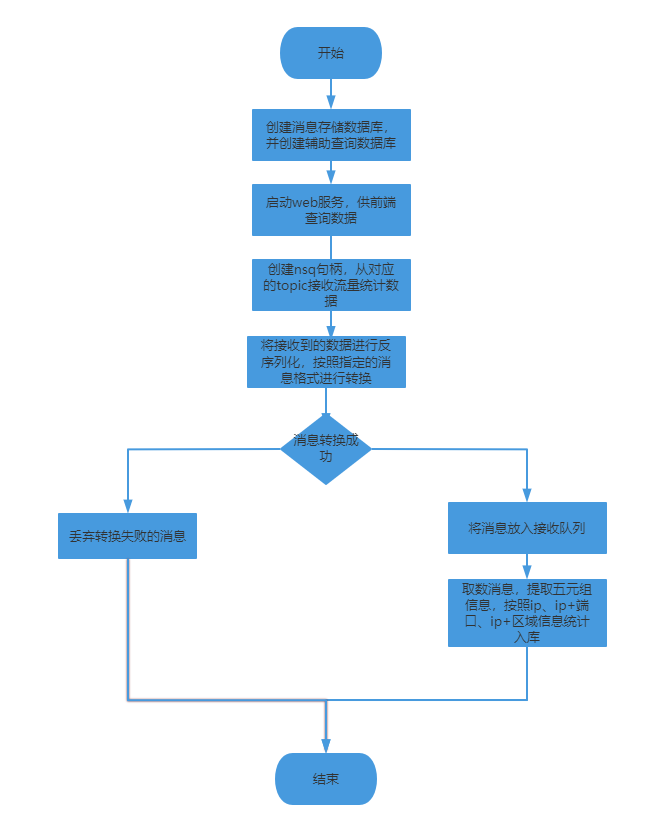 开始
创建消息存储数据库，
并创建辅助查询数据库
启动web服务，供前端
查询数据
创建nsq句柄，从对应
的topic接收流量统计数
据
将接收到的数据进行反
序列化，按照指定的消
息格式进行转换
消息转换成
功
丢弃转换失败的消息
将消息放入接收队列
取数消息，提取五元组
信息，按照ip、ip+端
口、ip+区域信息统计
入库
结束